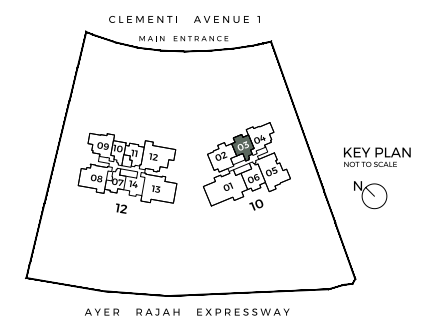 CLEMENTI AVENUE 1
MAIN ENTRANCE
09 10 11 12
08 07 14 13
12
02 03 04
01 06 05
10
KEY PLAN
NOT TO SCALE
N
AYER RAJAH EXPRESSWAY